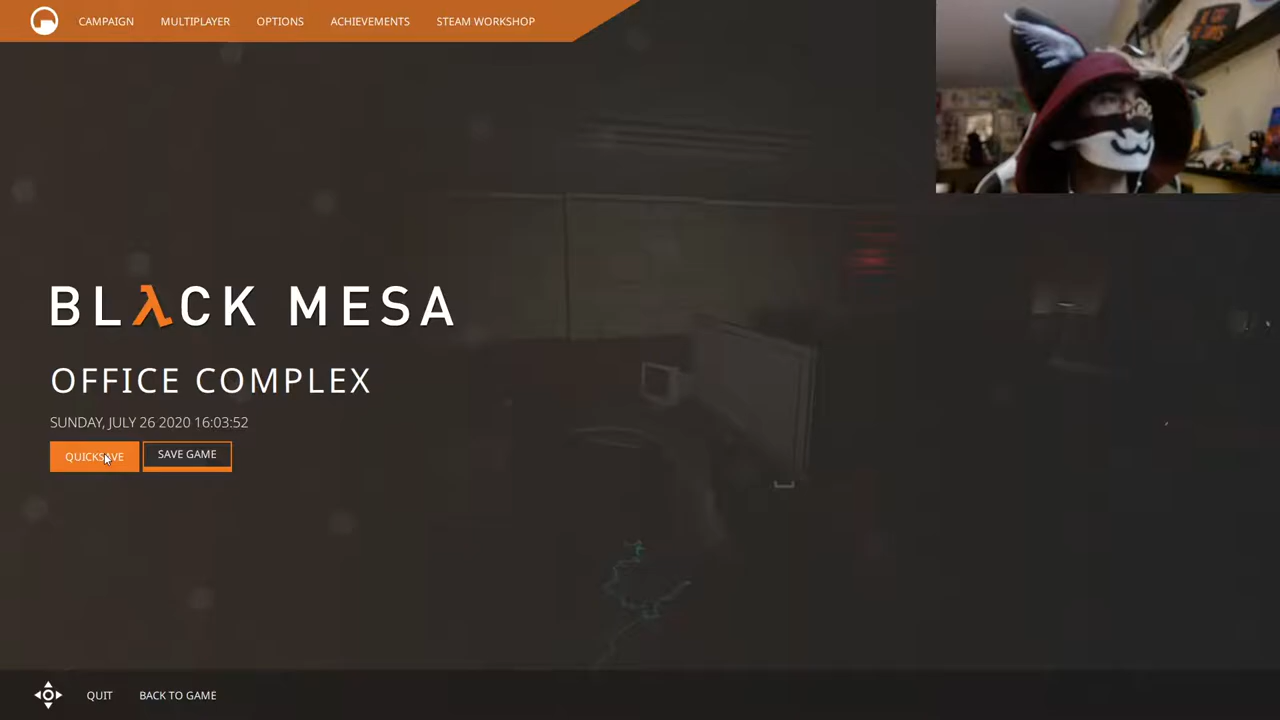 CAMPAIGN MULTIPLAYER OPTIONS ACHIEVEMENTS STEAM WORKSHOP
BLλCK MESA
OFFICE COMPLEX
SUNDAY, JULY 26 2020 16:03:52
QUICKSAVE SAVE GAME
QUIT BACK TO GAME